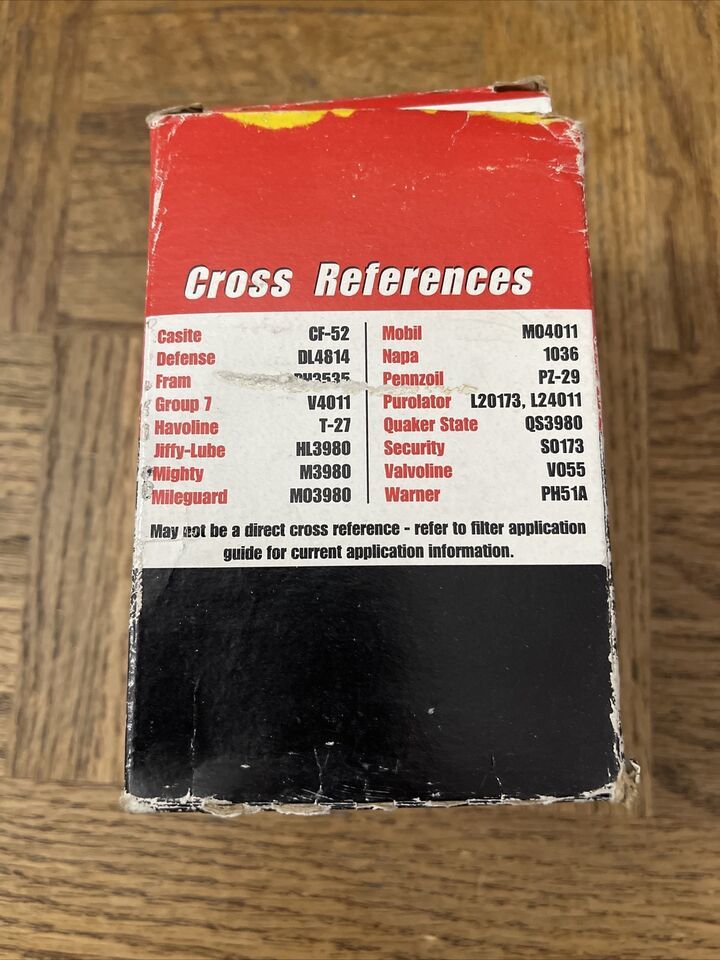 Cross References
Casite CF-52
Defense DL4814
Fram
Group 7 V4011
Havoline T-27
Jiffy-Lube HL3980
Mighty M3980
Mileguard MO3980
Mobil MO4011
Napa 1036
Pennzoil PZ-29
Purolator L20173, L24011
Quaker State QS3980
Security SO173
Valvoline VO55
Warner PH51A
May not be a direct cross reference - refer to filter application
guide for current application information.